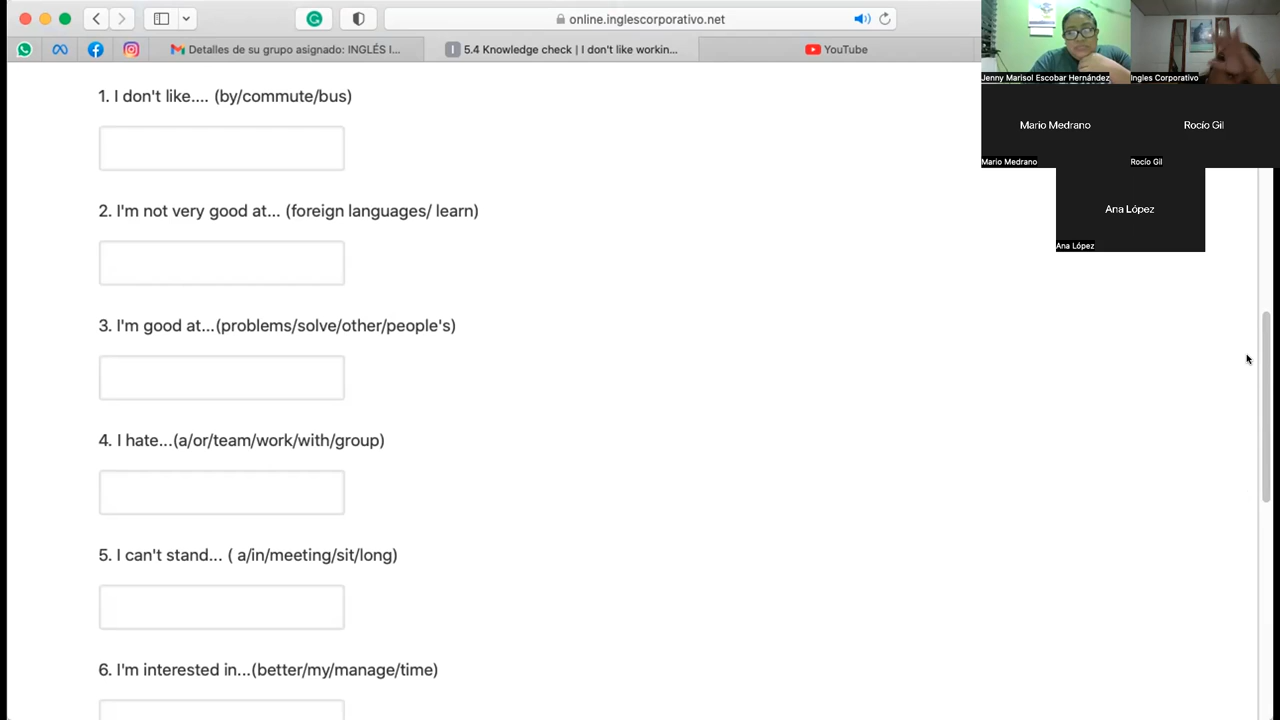 online.inglescorporativo.net
Detalles de su grupo asignado: INGLÉS I...
5.4 Knowledge check | I don't like workin...
YouTube
1. I don't like.... (by/commute/bus)
2. I'm not very good at... (foreign languages/ learn)
3. I'm good at...(problems/solve/other/people's)
4. I hate...(a/or/team/work/with/group)
5. I can't stand... ( a/in/meeting/sit/long)
6. I'm interested in...(better/my/manage/time)
Jenny Marisol Escobar Hernández
Ingles Corporativo
Mario Medrano
Rocío Gil
Mario Medrano
Rocío Gil
Ana López
Ana López